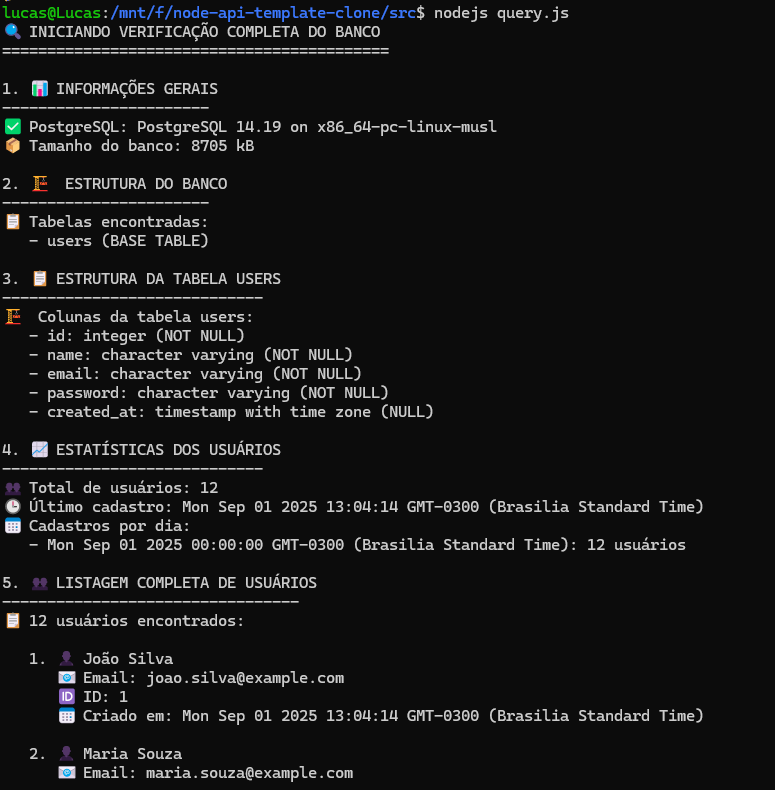 lucas@Lucas:/mnt/f/node-api-template-clone/src$ nodejs query.js
🔍 INICIANDO VERIFICAÇÃO COMPLETA DO BANCO
===========================================
1. 📊 INFORMAÇÕES GERAIS
-----------------------
✅ PostgreSQL: PostgreSQL 14.19 on x86_64-pc-linux-musl
📦 Tamanho do banco: 8705 kB
2. 🏗️ ESTRUTURA DO BANCO
-----------------------
📋 Tabelas encontradas:
- users (BASE TABLE)
3. 📋 ESTRUTURA DA TABELA USERS
-----------------------------
🏗️ Colunas da tabela users:
- id: integer (NOT NULL)
- name: character varying (NOT NULL)
- email: character varying (NOT NULL)
- password: character varying (NOT NULL)
- created_at: timestamp with time zone (NULL)
4. 📈 ESTATÍSTICAS DOS USUÁRIOS
-----------------------------
👥 Total de usuários: 12
🕒 Último cadastro: Mon Sep 01 2025 13:04:14 GMT-0300 (Brasilia Standard Time)
📅 Cadastros por dia:
- Mon Sep 01 2025 00:00:00 GMT-0300 (Brasilia Standard Time): 12 usuários
5. 👥 LISTAGEM COMPLETA DE USUÁRIOS
---------------------------------
📋 12 usuários encontrados:
1. 👤 João Silva
📧 Email: joao.silva@example.com
🆔 ID: 1
📅 Criado em: Mon Sep 01 2025 13:04:14 GMT-0300 (Brasilia Standard Time)
2. 👤 Maria Souza
📧 Email: maria.souza@example.com